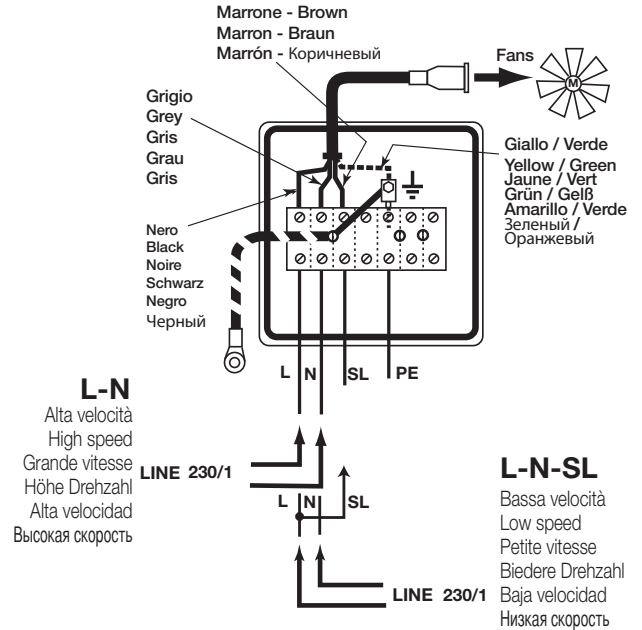 Marrone - Brown
Marron - Braun
Marrón - Коричневый
Fans
M
Grigio
Grey
Gris
Grau
Gris
Giallo / Verde
Yellow / Green
Jaune / Vert
Grün / Gelß
Amarillo / Verde
Зеленый /
Оранжевый
Nero
Black
Noire
Schwarz
Negro
Черный
L N SL PE
L-N
Alta velocità
High speed
Grande vitesse
Höhe Drehzahl
Alta velocidad
Высокая скорость
LINE 230/1
L N SL
L-N-SL
Bassa velocità
Low speed
Petite vitesse
Biedere Drehzahl
Baja velocidad
Низкая скорость
LINE 230/1